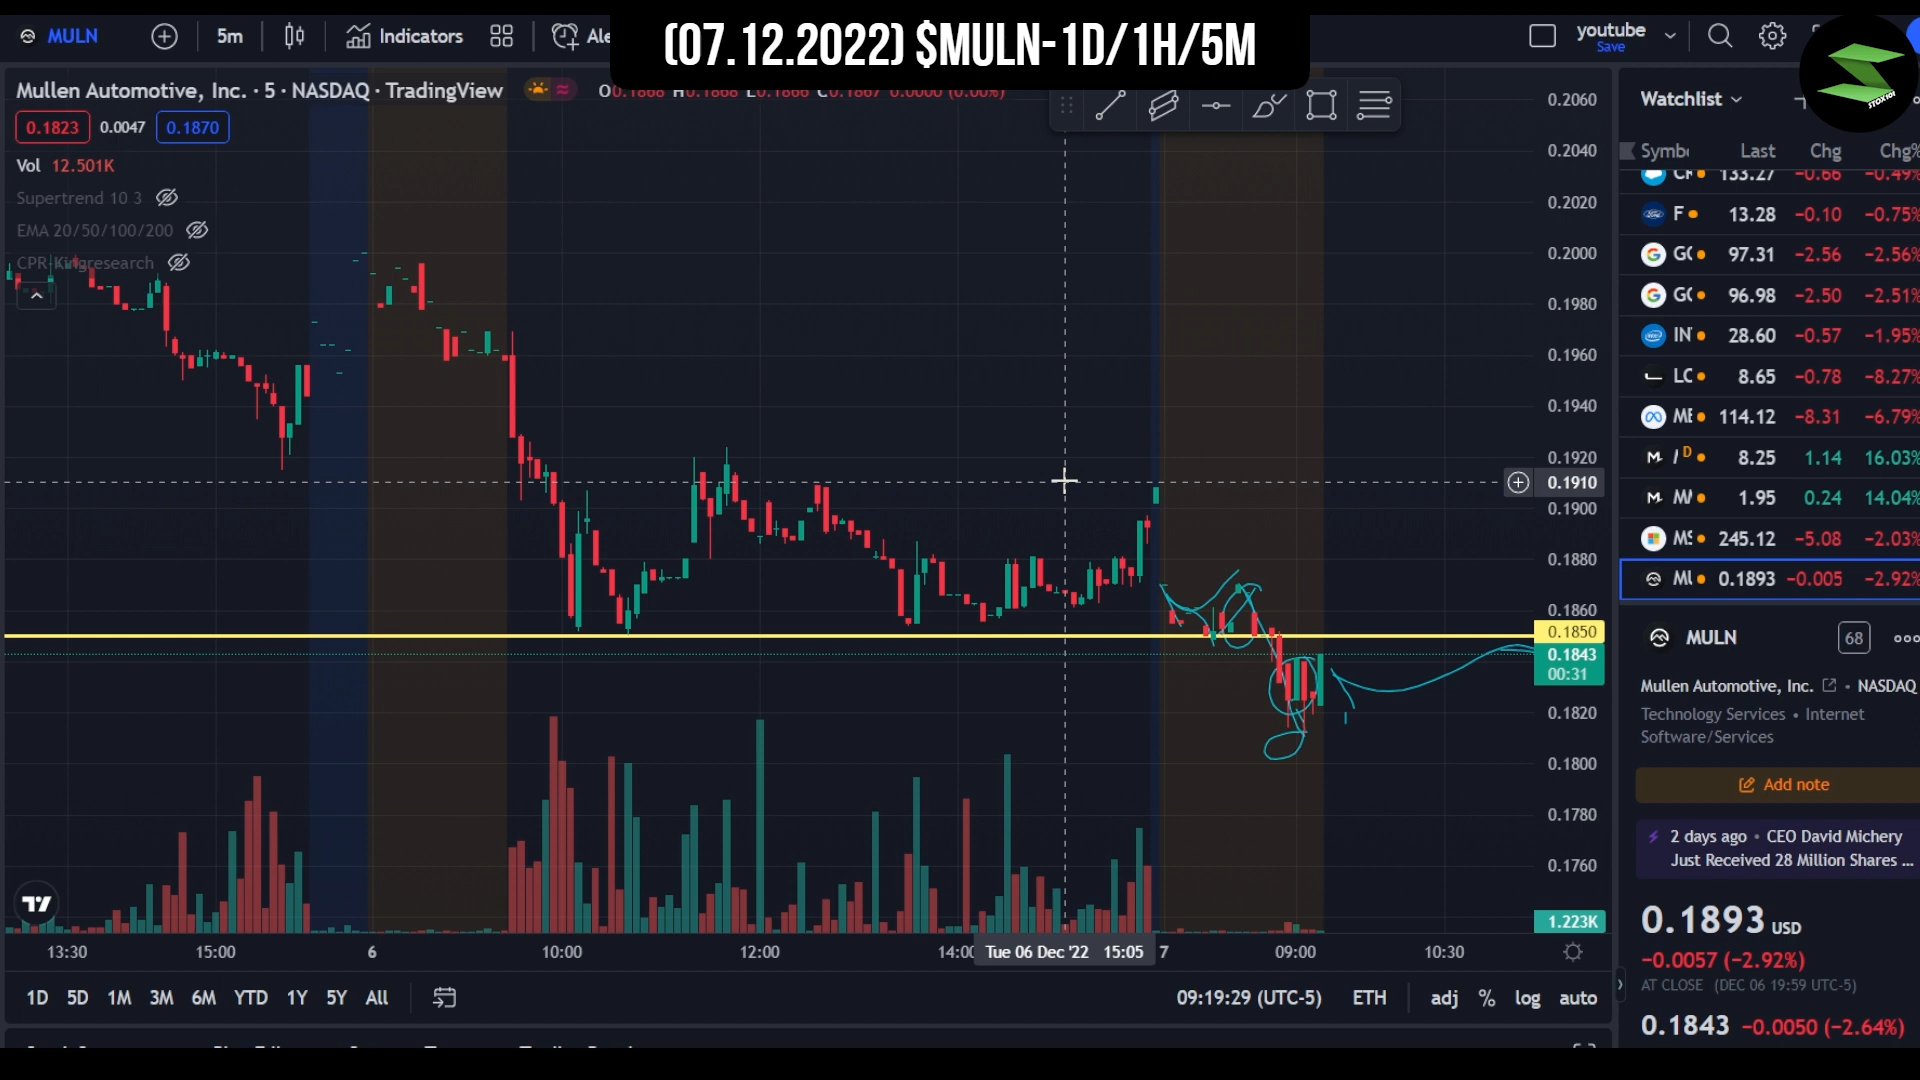 (07.12.2022) $MULN-1D/1H/5M
MULN
5m
Indicators
Ale
youtube
Save
STOX101
Mullen Automotive, Inc. · 5 · NASDAQ · TradingView
O0.1868 H0.1868 L0.1866 C0.1867 0.0000 (0.00%)
0.1823 0.0047 0.1870
Vol 12.501K
Supertrend 10 3
EMA 20/50/100/200
CPR-Kingresearch
0.2060
0.2040
0.2020
0.2000
0.1980
0.1960
0.1940
0.1920
0.1910
0.1900
0.1880
0.1860
0.1850
0.1843
00:31
0.1820
0.1800
0.1780
0.1760
1.223K
13:30 15:00 6 10:00 12:00 14:00 Tue 06 Dec '22 15:05 7 09:00 10:30
1D 5D 1M 3M 6M YTD 1Y 5Y All
09:19:29 (UTC-5) ETH adj % log auto
Watchlist
Symb Last Chg Chg%
133.27 −0.66 −0.49%
F 13.28 −0.10 −0.75%
GO 97.31 −2.56 −2.56%
GO 96.98 −2.50 −2.51%
IN 28.60 −0.57 −1.95%
LC 8.65 −0.78 −8.27%
ME 114.12 −8.31 −6.79%
D 8.25 1.14 16.03%
1.95 0.24 14.04%
MS 245.12 −5.08 −2.03%
MU 0.1893 −0.005 −2.92%
MULN 68
Mullen Automotive, Inc. • NASDAQ
Technology Services • Internet
Software/Services
Add note
2 days ago • CEO David Michery
Just Received 28 Million Shares ...
0.1893 USD
−0.0057 (−2.92%)
AT CLOSE (DEC 06 19:59 UTC-5)
0.1843 −0.0050 (−2.64%)